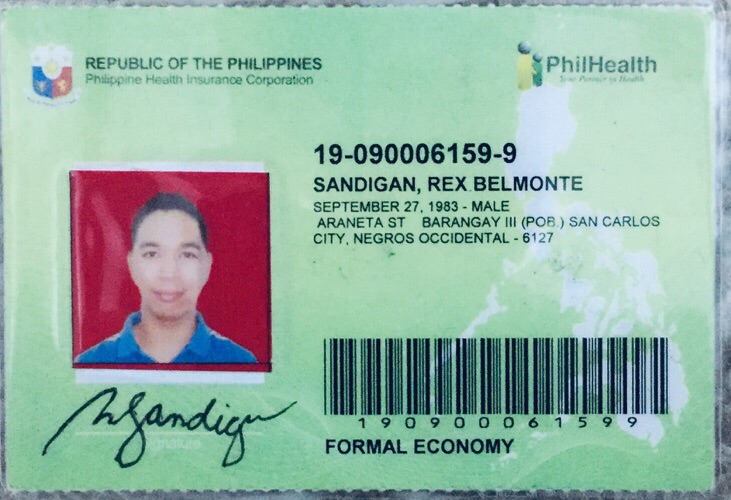 REPUBLIC OF THE PHILIPPINES
Philippine Health Insurance Corporation
PhilHealth
Your Partner in Health
19-090006159-9
SANDIGAN, REX BELMONTE
SEPTEMBER 27, 1983 - MALE
ARANETA ST BARANGAY III (POB.) SAN CARLOS
CITY, NEGROS OCCIDENTAL - 6127
190900061599
FORMAL ECONOMY
signature